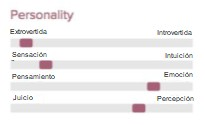 Personality
Extrovertida Introvertida
Sensación Intuición
Pensamiento Emoción
Juicio Percepción